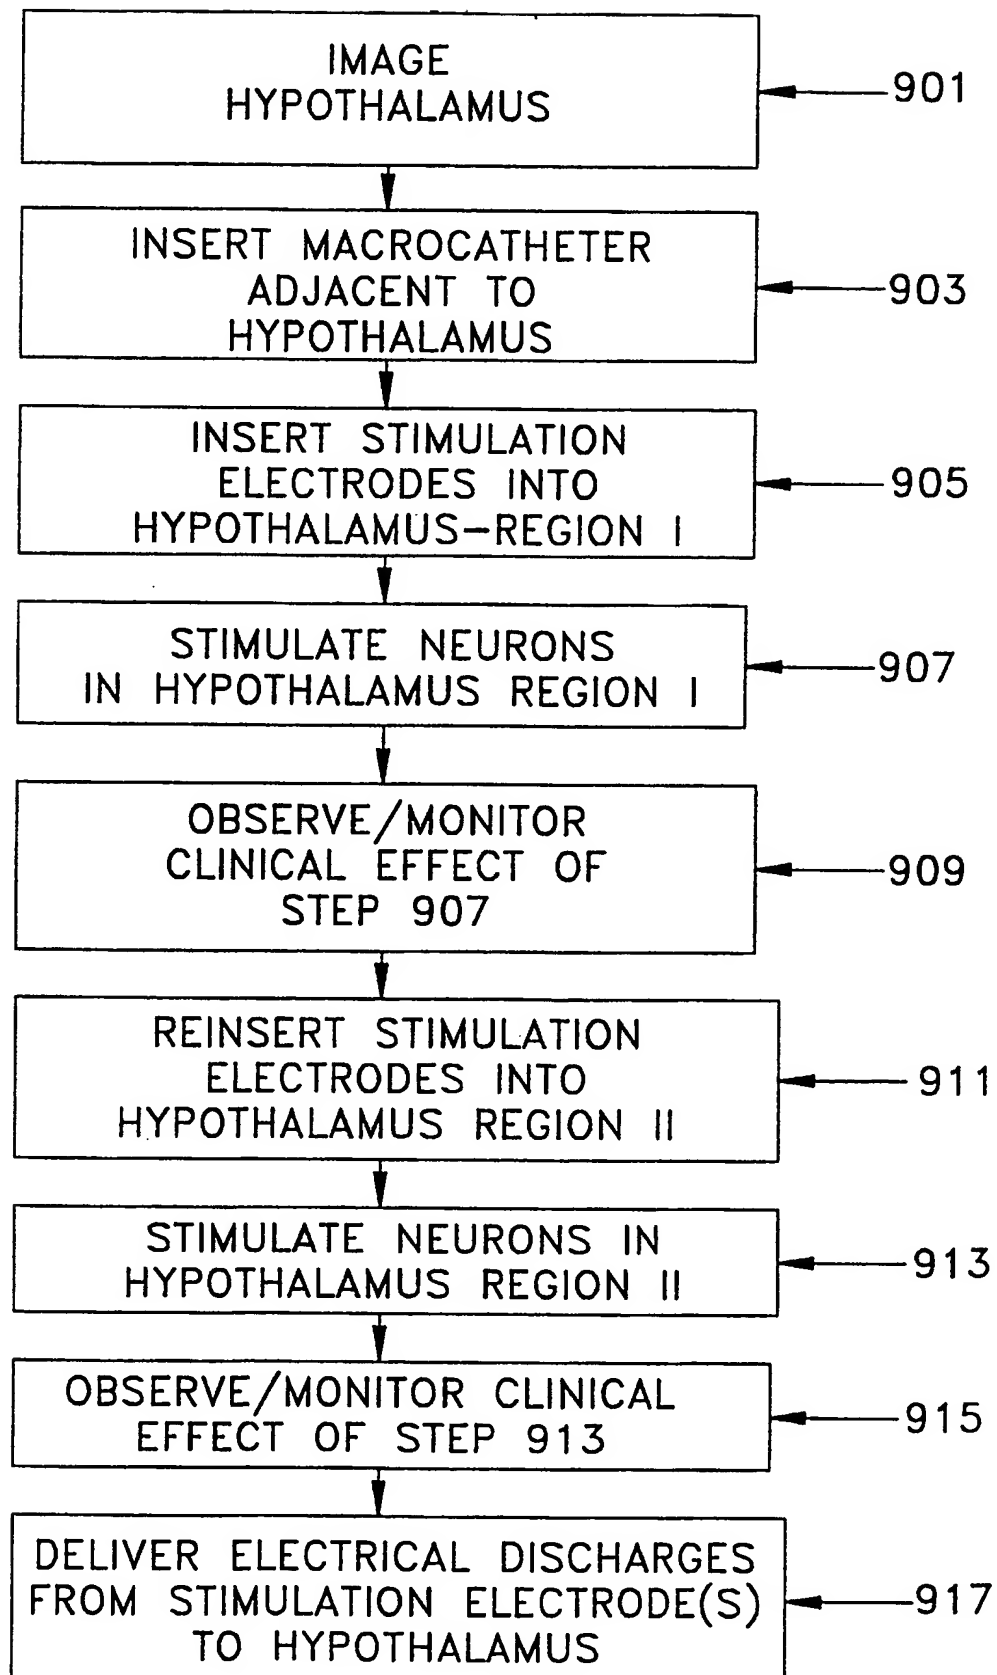 IMAGE
HYPOTHALAMUS
901
INSERT MACROCATHETER
ADJACENT TO
HYPOTHALAMUS
903
INSERT STIMULATION
ELECTRODES INTO
HYPOTHALAMUS-REGION I
905
STIMULATE NEURONS
IN HYPOTHALAMUS REGION I
907
OBSERVE/MONITOR
CLINICAL EFFECT OF
STEP 907
909
REINSERT STIMULATION
ELECTRODES INTO
HYPOTHALAMUS REGION II
911
STIMULATE NEURONS IN
HYPOTHALAMUS REGION II
913
OBSERVE/MONITOR CLINICAL
EFFECT OF STEP 913
915
DELIVER ELECTRICAL DISCHARGES
FROM STIMULATION ELECTRODE(S)
TO HYPOTHALAMUS
917